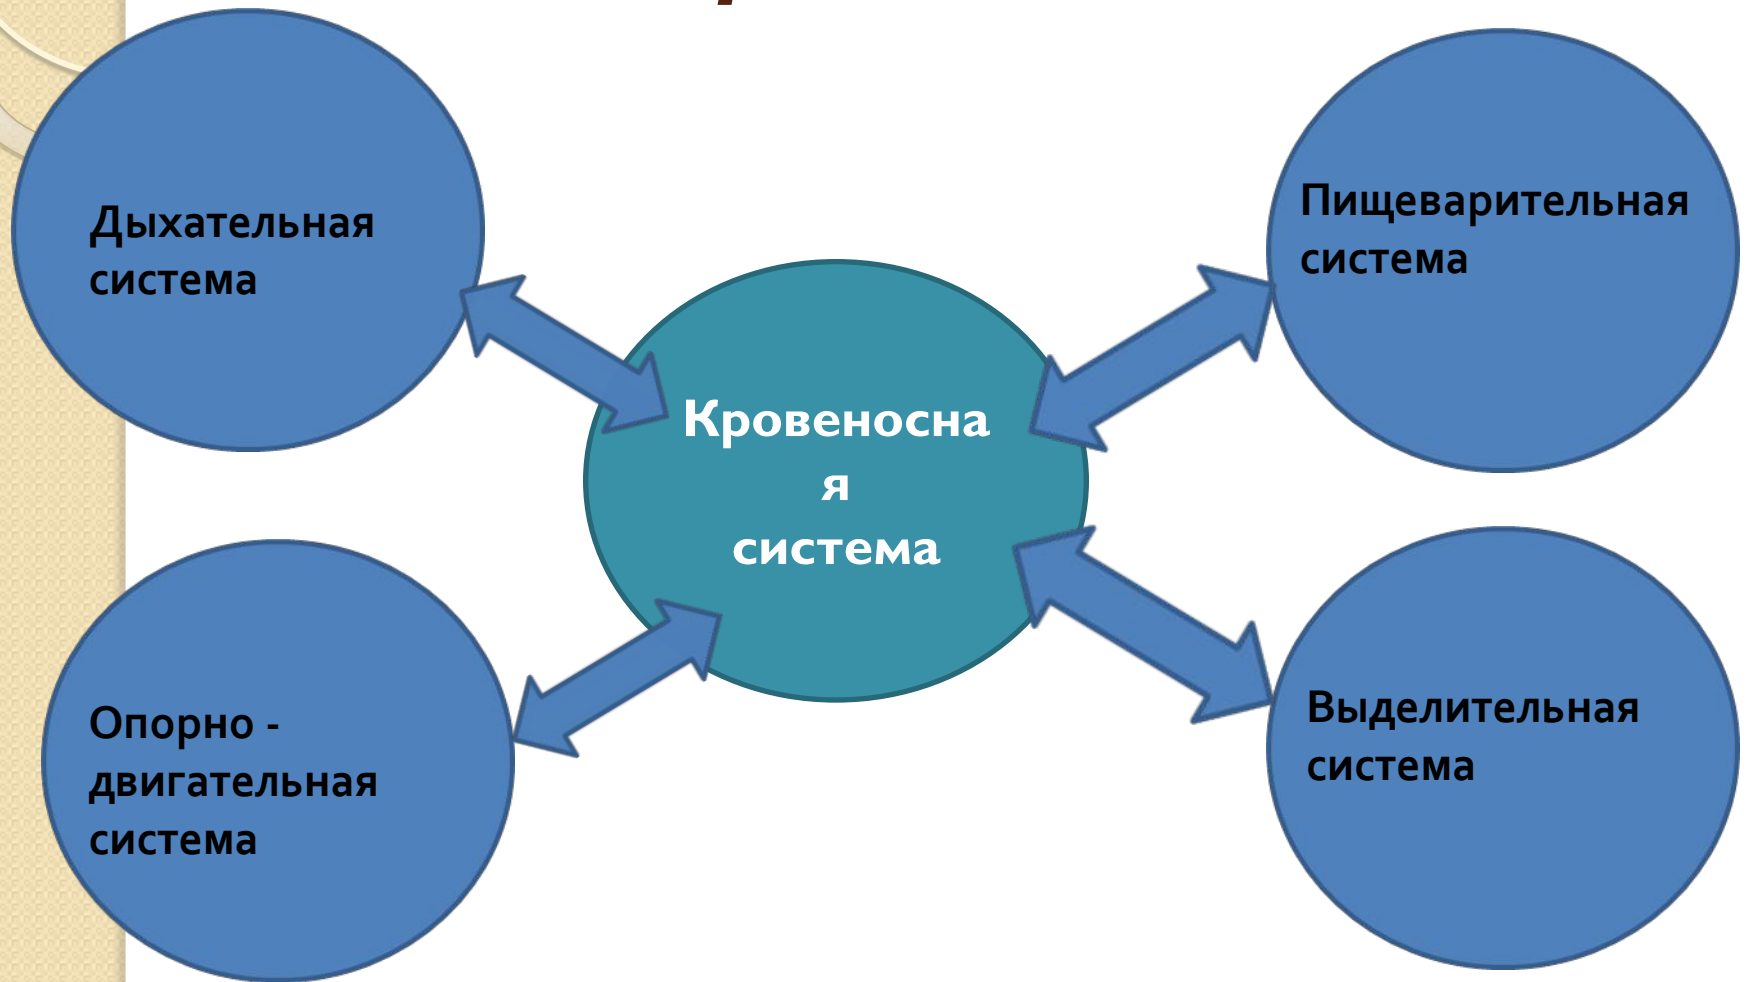 Дыхательная
система
Пищеварительная
система
Кровеносна
я
система
Опорно -
двигательная
система
Выделительная
система